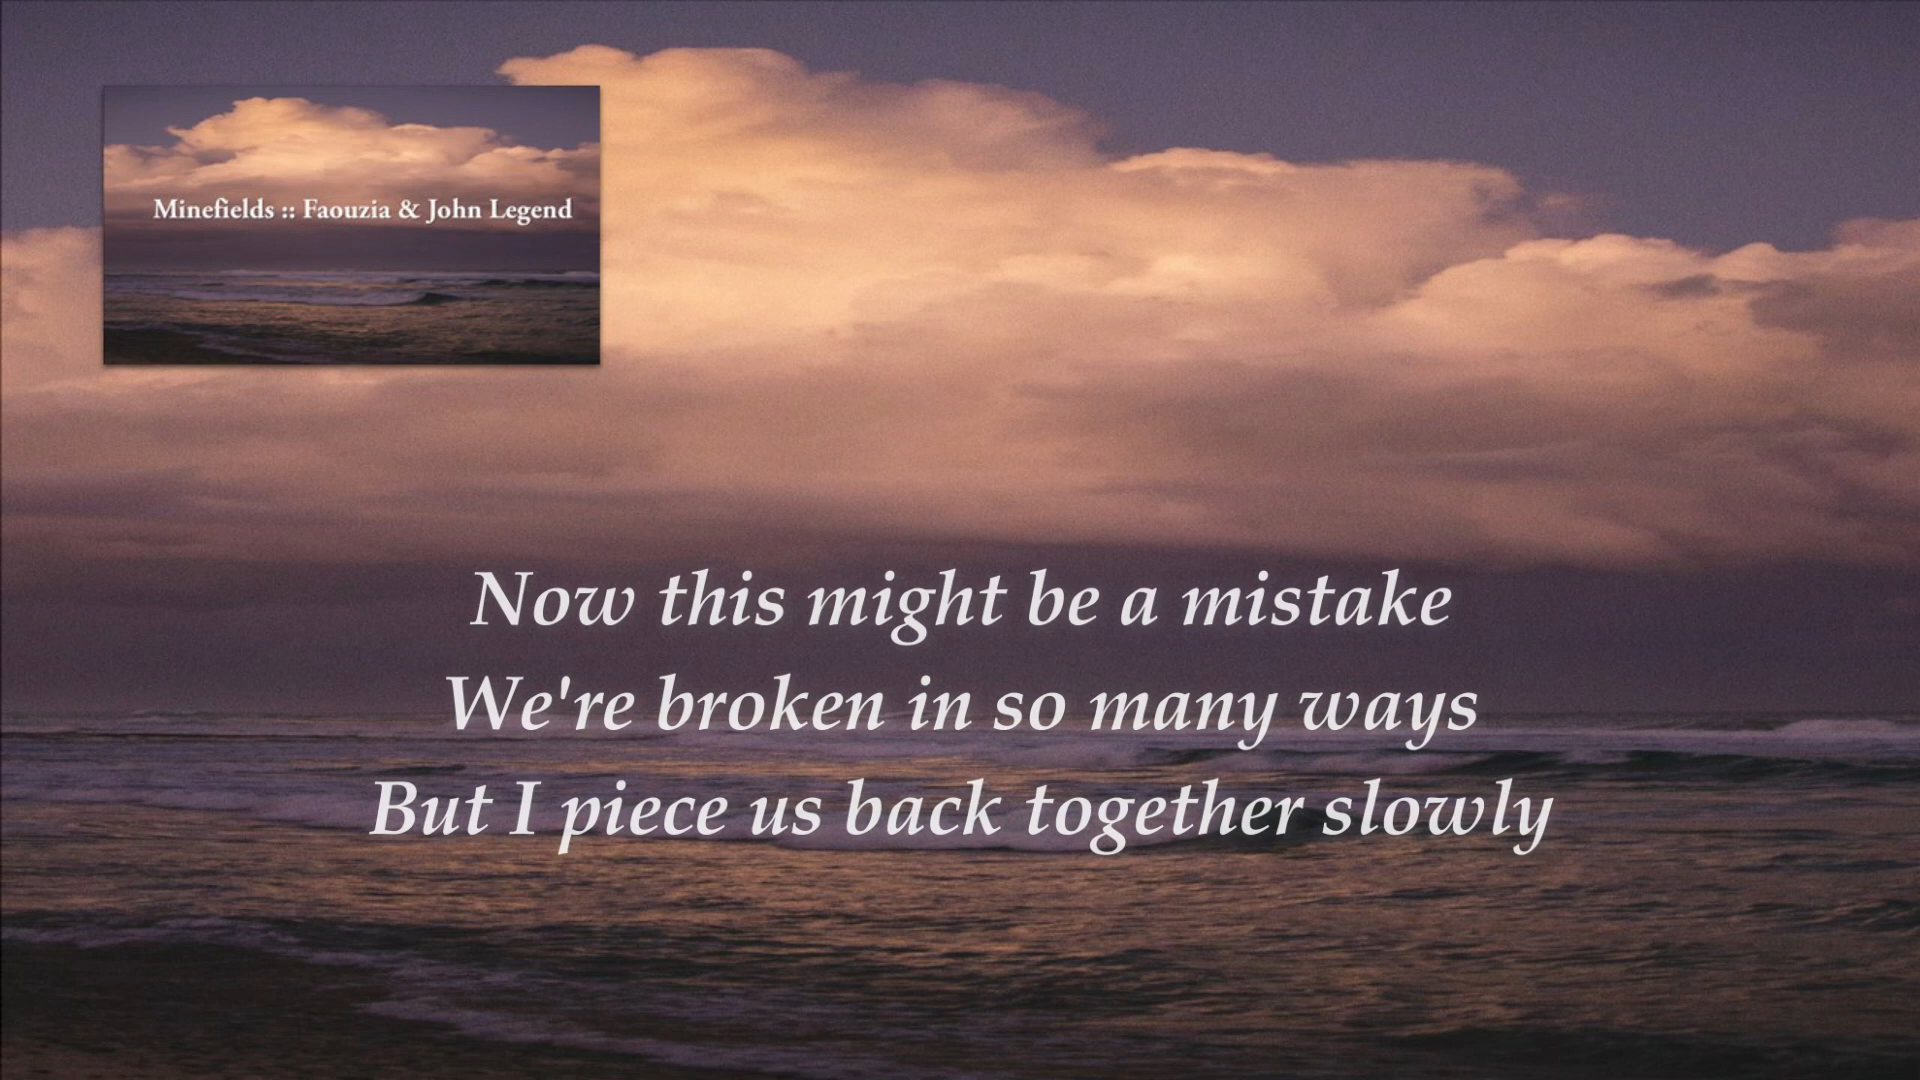 Minefields :: Faouzia & John Legend
Now this might be a mistake
We're broken in so many ways
But I piece us back together slowly